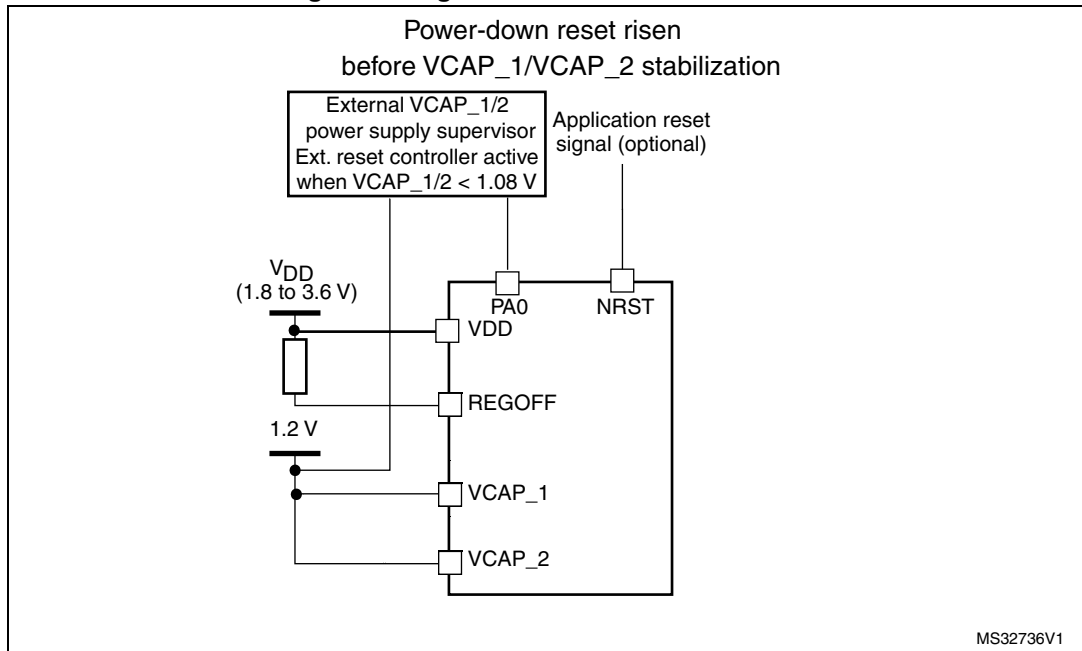 Power-down reset risen
before VCAP_1/VCAP_2 stabilization
External VCAP_1/2
power supply supervisor
Ext. reset controller active
when VCAP_1/2 < 1.08 V
Application reset
signal (optional)
VDD
(1.8 to 3.6 V)
PA0
NRST
VDD
REGOFF
1.2 V
VCAP_1
VCAP_2
MS32736V1